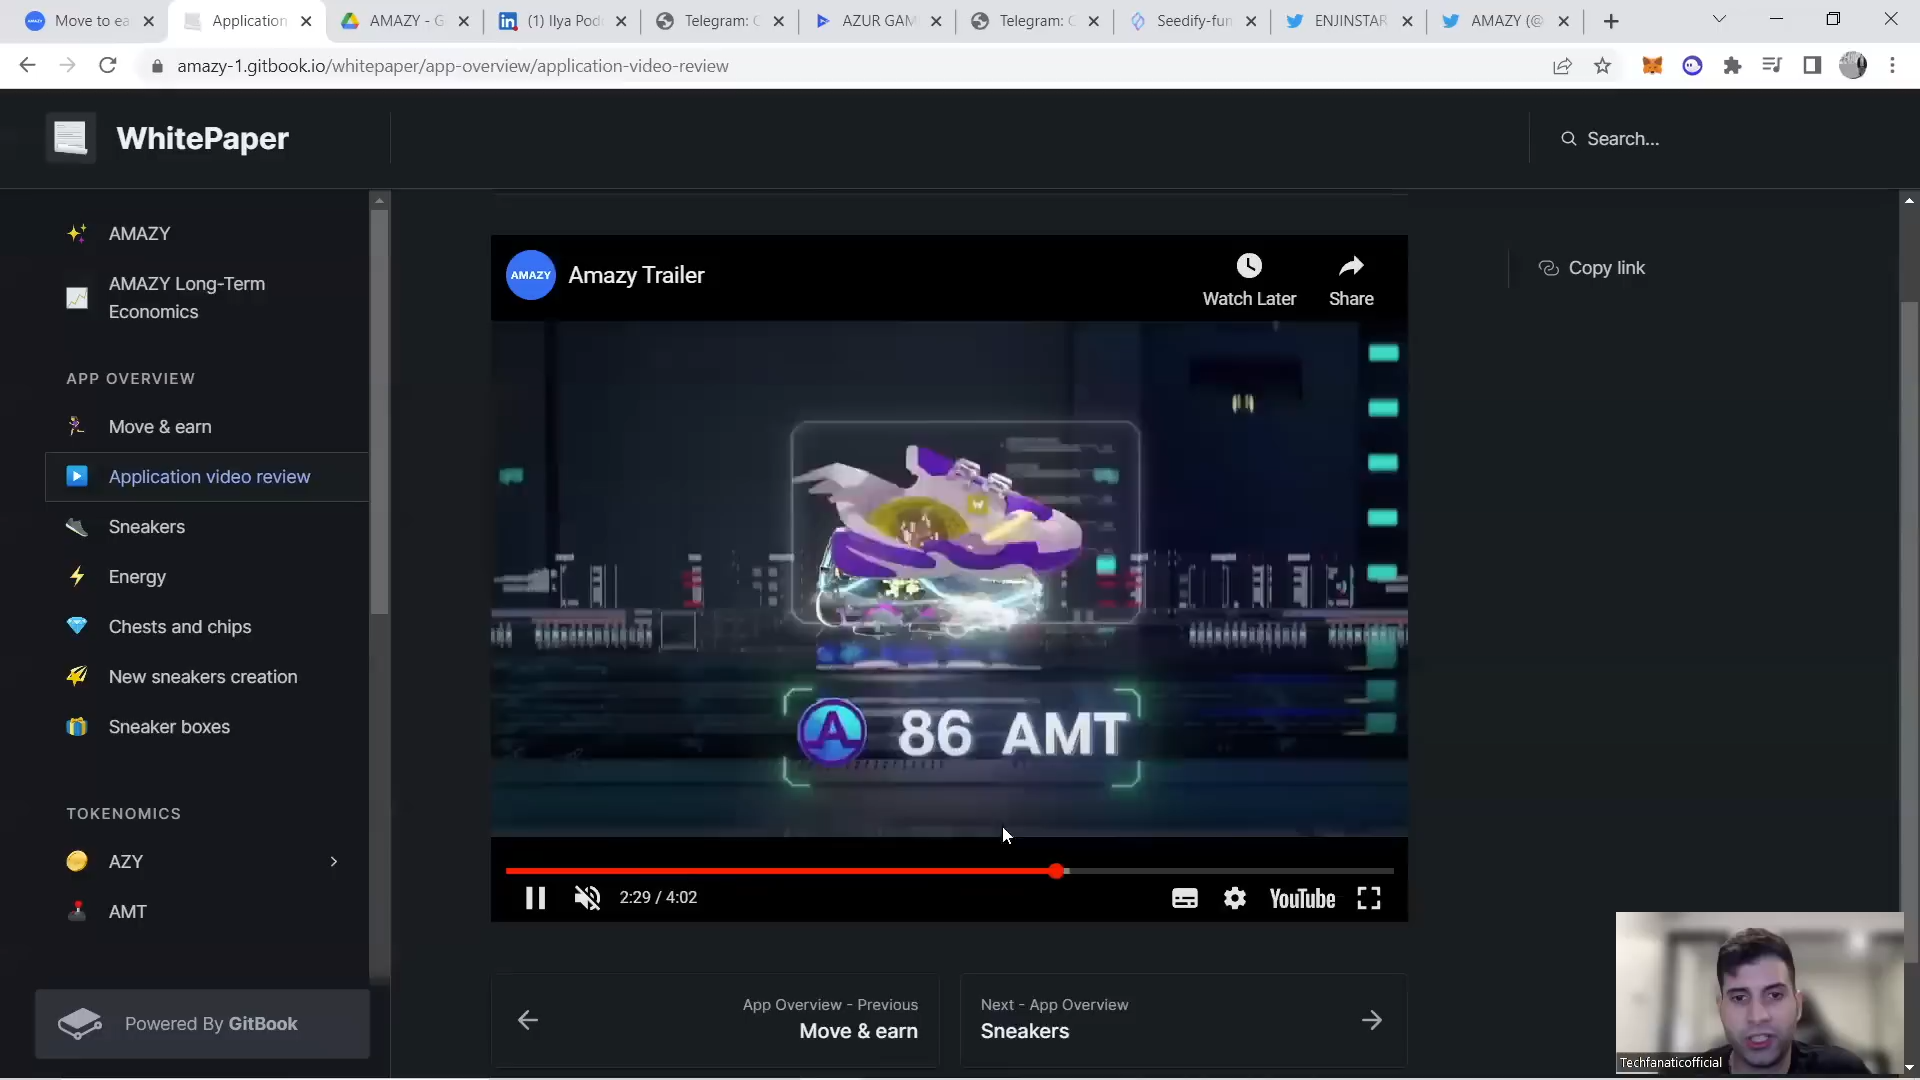 Move to ea
Application
AMAZY - G
(1) Ilya Pod
Telegram: C
AZUR GAM
Telegram: C
Seedify-fun
ENJINSTAR
AMAZY (@
amazy-1.gitbook.io/whitepaper/app-overview/application-video-review
WhitePaper
Search...
AMAZY
AMAZY Long-Term
Economics
APP OVERVIEW
Move & earn
Application video review
Sneakers
Energy
Chests and chips
New sneakers creation
Sneaker boxes
TOKENOMICS
AZY
AMT
Powered By GitBook
AMAZY
Amazy Trailer
Watch Later
Share
Copy link
A 86 AMT
2:29 / 4:02
YouTube
App Overview - Previous
Move & earn
Next - App Overview
Sneakers
Techfanaticofficial